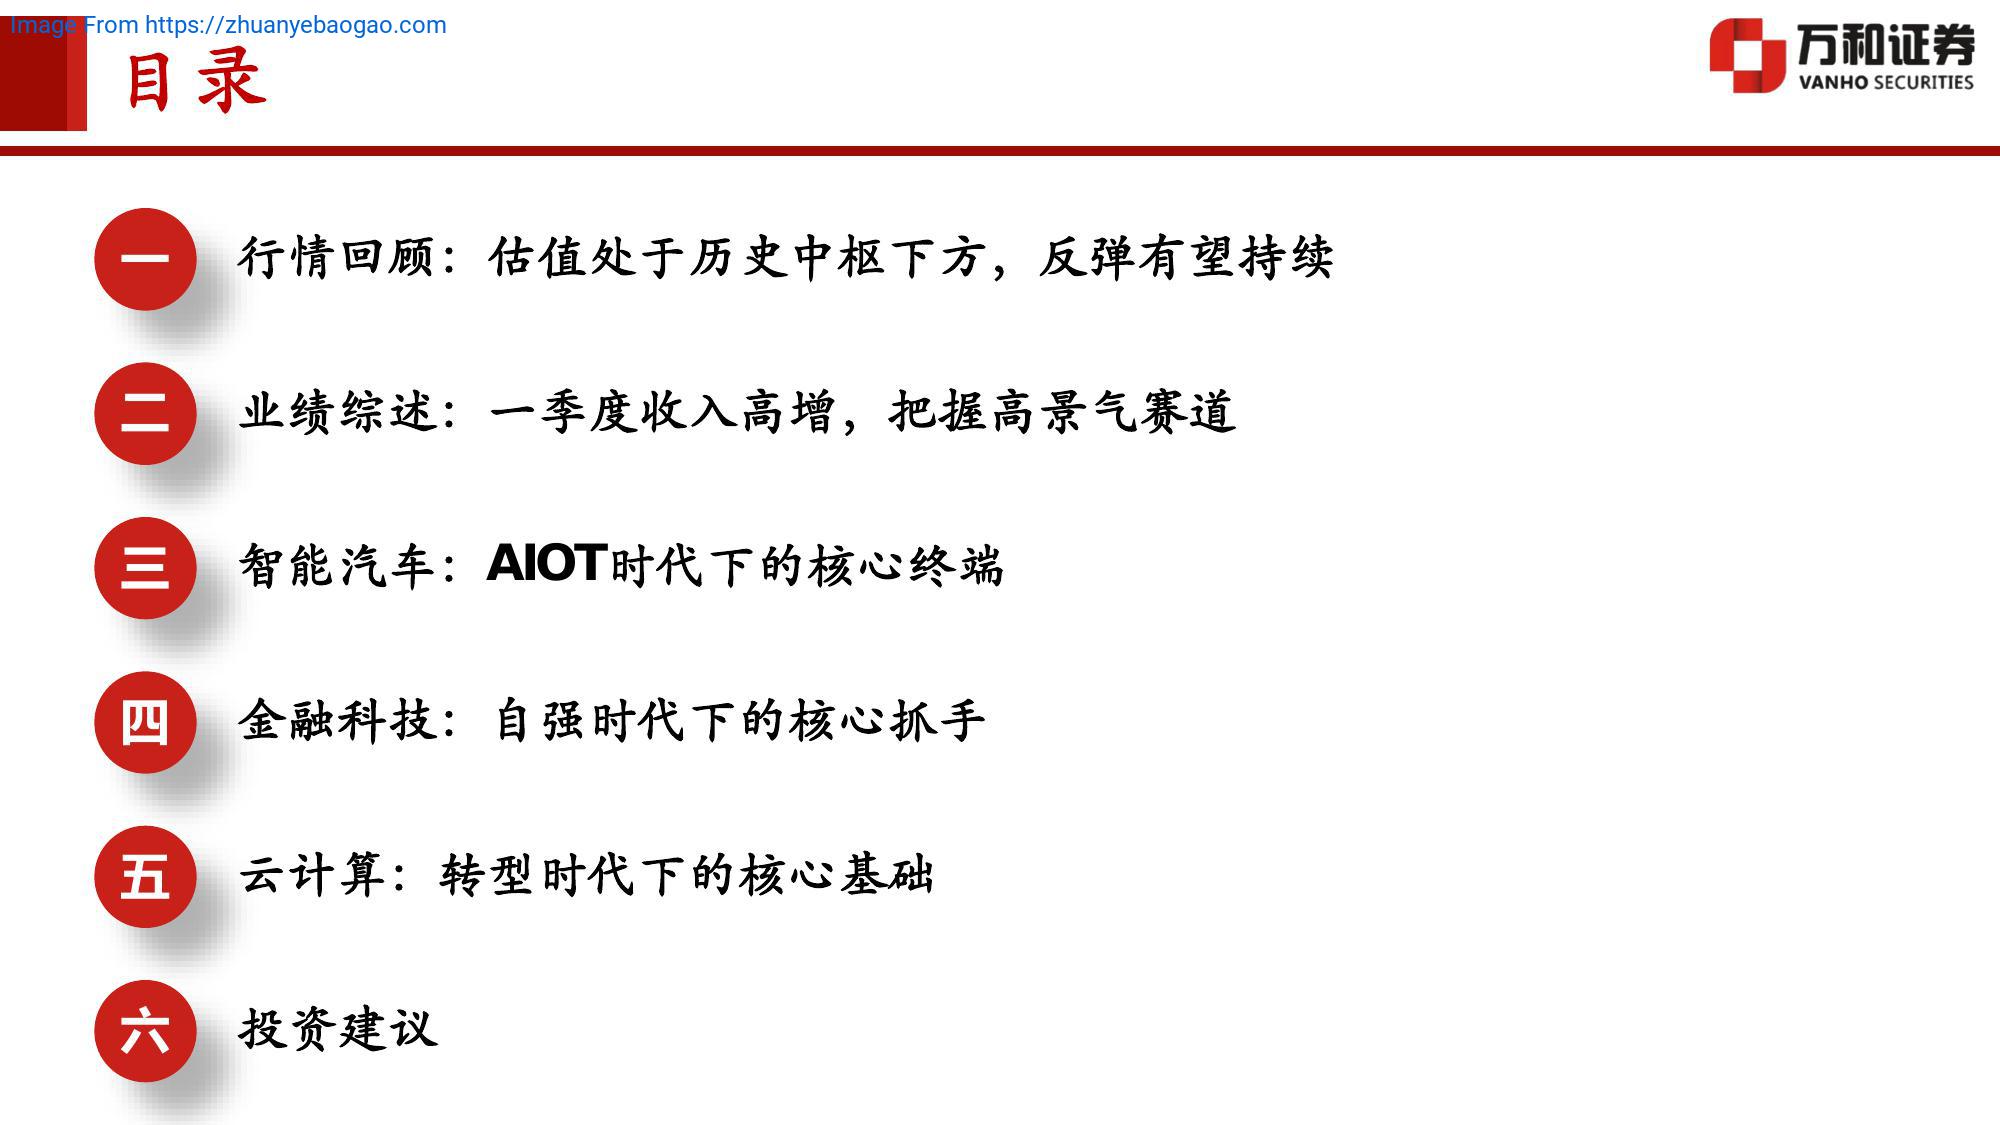 Image From https://zhuanyebaogao.com
目录
万和证券
VANHO SECURITIES
一 行情回顾：估值处于历史中枢下方，反弹有望持续
二 业绩综述：一季度收入高增，把握高景气赛道
三 智能汽车：AIOT时代下的核心终端
四 金融科技：自强时代下的核心抓手
五 云计算：转型时代下的核心基础
六 投资建议